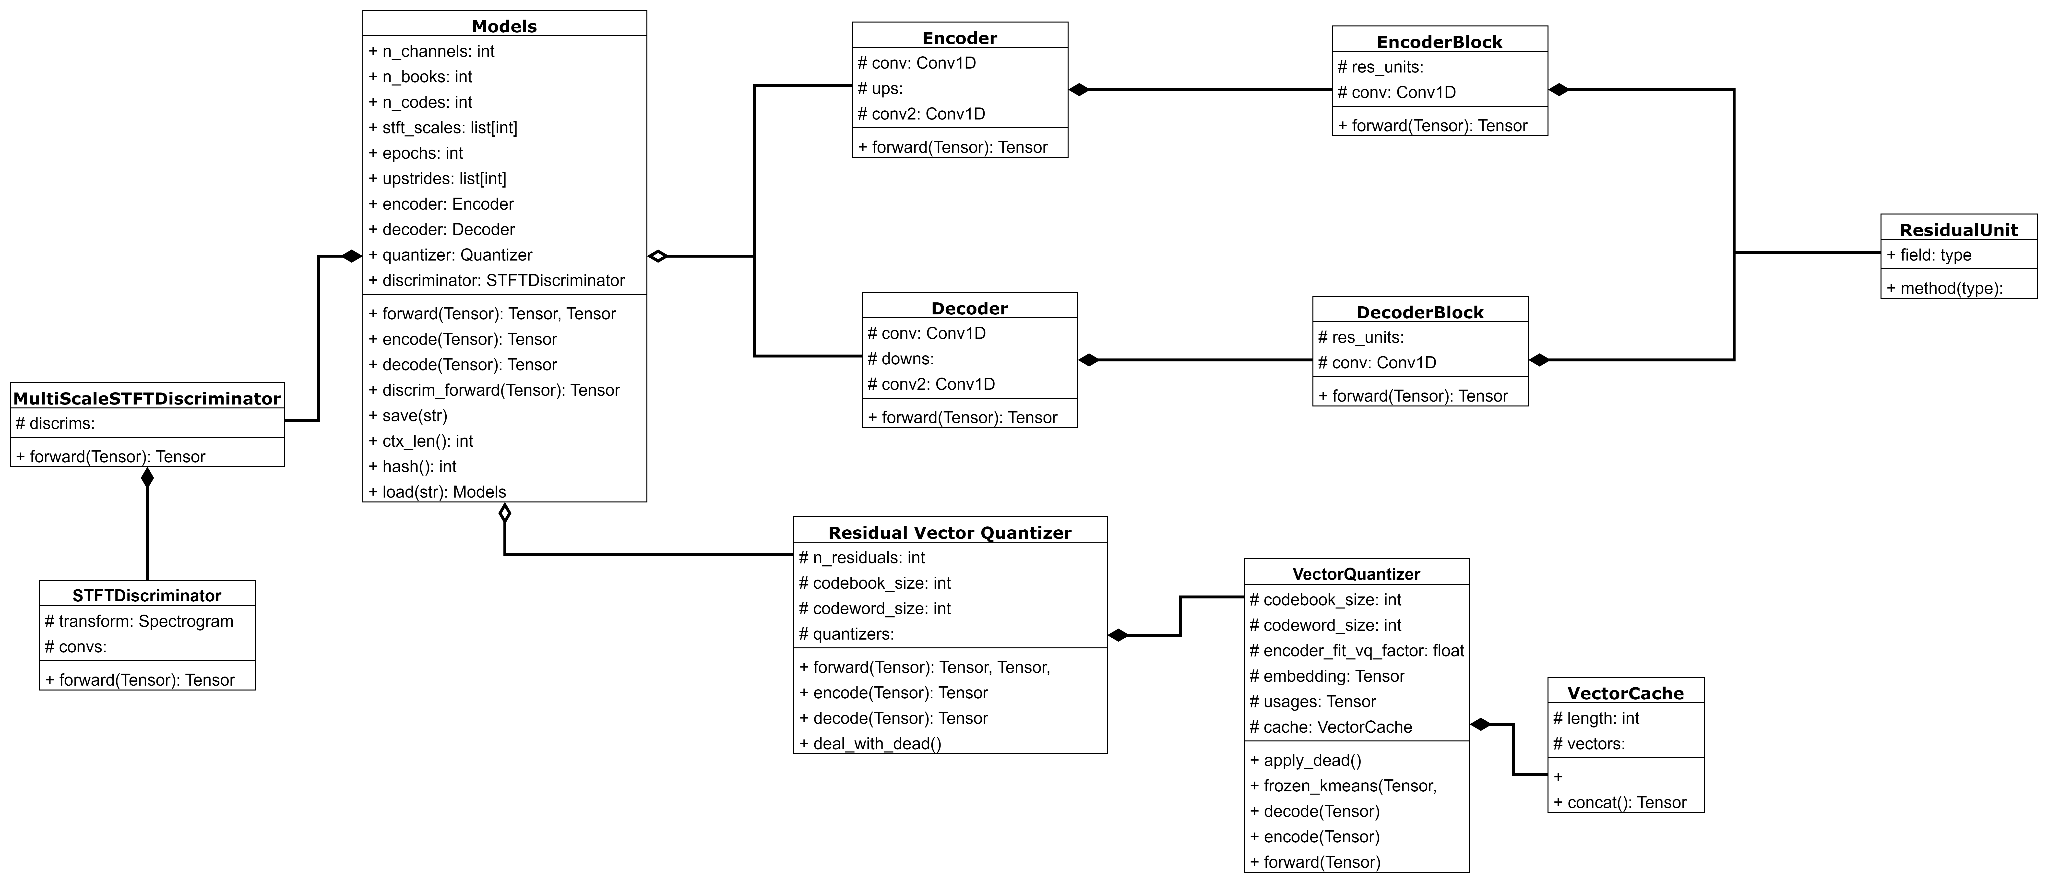 Models
+ n_channels: int
+ n_books: int
+ n_codes: int
+ stft_scales: list[int]
+ epochs: int
+ upstrides: list[int]
+ encoder: Encoder
+ decoder: Decoder
+ quantizer: Quantizer
+ discriminator: STFTDiscriminator
+ forward(Tensor): Tensor, Tensor
+ encode(Tensor): Tensor
+ decode(Tensor): Tensor
+ discrim_forward(Tensor): Tensor
+ save(str)
+ ctx_len(): int
+ hash(): int
+ load(str): Models
Encoder
# conv: Conv1D
# ups:
# conv2: Conv1D
+ forward(Tensor): Tensor
EncoderBlock
# res_units:
# conv: Conv1D
+ forward(Tensor): Tensor
ResidualUnit
+ field: type
+ method(type):
Decoder
# conv: Conv1D
# downs:
# conv2: Conv1D
+ forward(Tensor): Tensor
DecoderBlock
# res_units:
# conv: Conv1D
+ forward(Tensor): Tensor
MultiScaleSTFTDiscriminator
# discrims:
+ forward(Tensor): Tensor
STFTDiscriminator
# transform: Spectrogram
# convs:
+ forward(Tensor): Tensor
Residual Vector Quantizer
# n_residuals: int
# codebook_size: int
# codeword_size: int
# quantizers:
+ forward(Tensor): Tensor, Tensor,
+ encode(Tensor): Tensor
+ decode(Tensor): Tensor
+ deal_with_dead()
VectorQuantizer
# codebook_size: int
# codeword_size: int
# encoder_fit_vq_factor: float
# embedding: Tensor
# usages: Tensor
# cache: VectorCache
+ apply_dead()
+ frozen_kmeans(Tensor,
+ decode(Tensor)
+ encode(Tensor)
+ forward(Tensor)
VectorCache
# length: int
# vectors:
+
+ concat(): Tensor